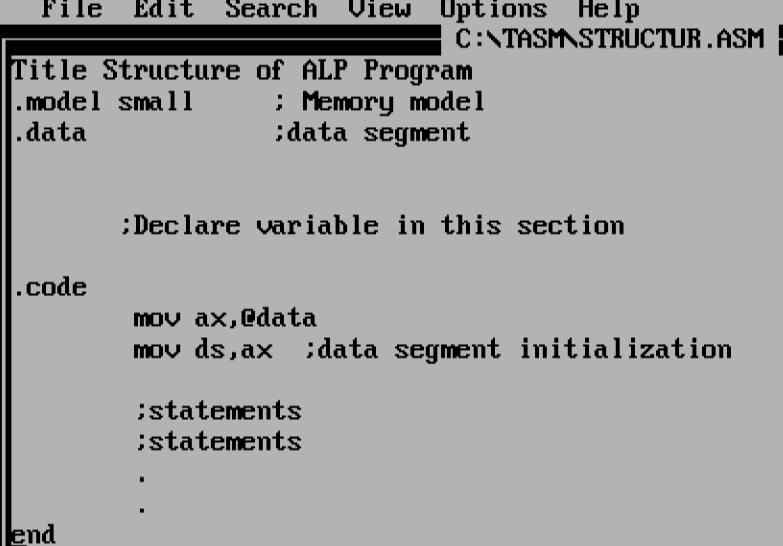 File Edit Search View Options Help
C:\TASM\STRUCTUR.ASM
Title Structure of ALP Program
.model small ; Memory model
.data ;data segment
;Declare variable in this section
.code
mov ax,@data
mov ds,ax ;data segment initialization
;statements
;statements
.
.
end